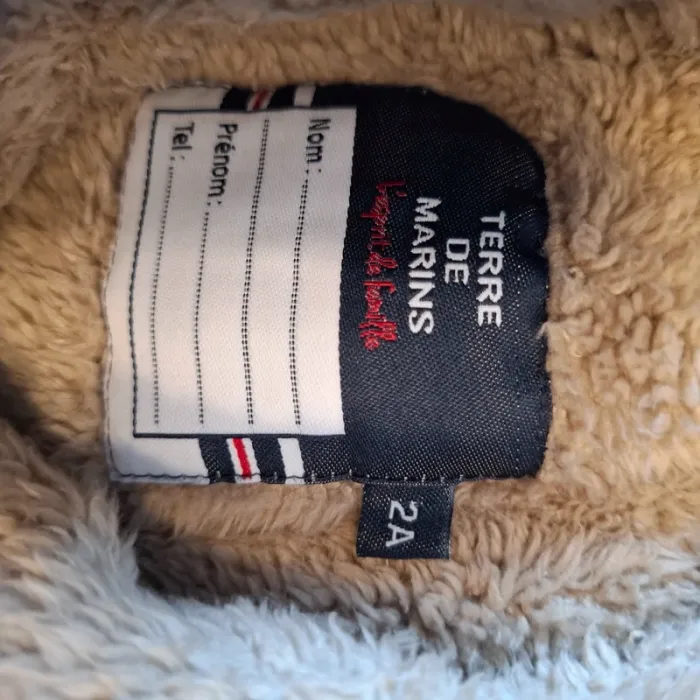 TERRE
DE
MARINS
L'esprit de famille
Nom :
Prénom :
Tel :
2A